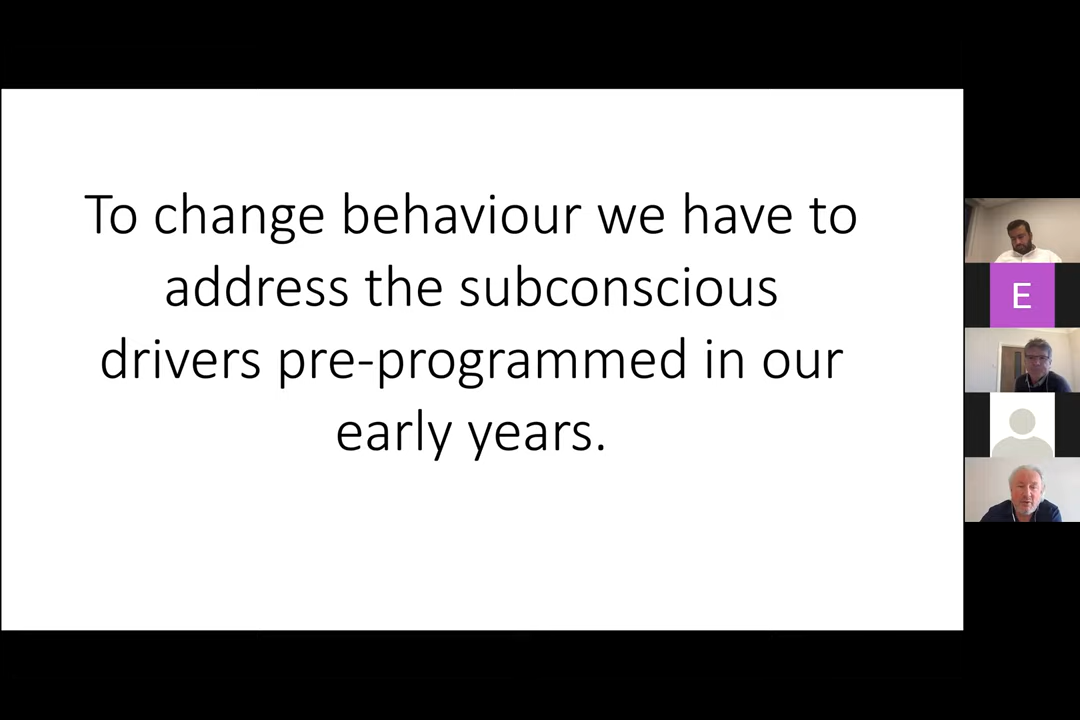 To change behaviour we have to
address the subconscious
drivers pre-programmed in our
early years.
E